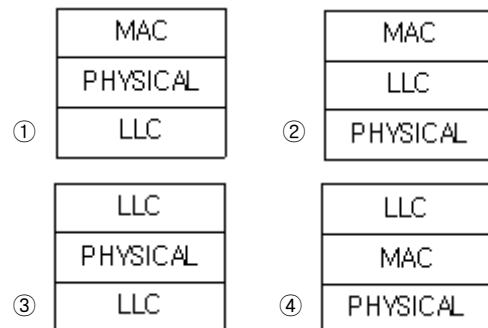 MAC
PHYSICAL
① LLC
MAC
LLC
② PHYSICAL
LLC
PHYSICAL
③ LLC
LLC
MAC
④ PHYSICAL